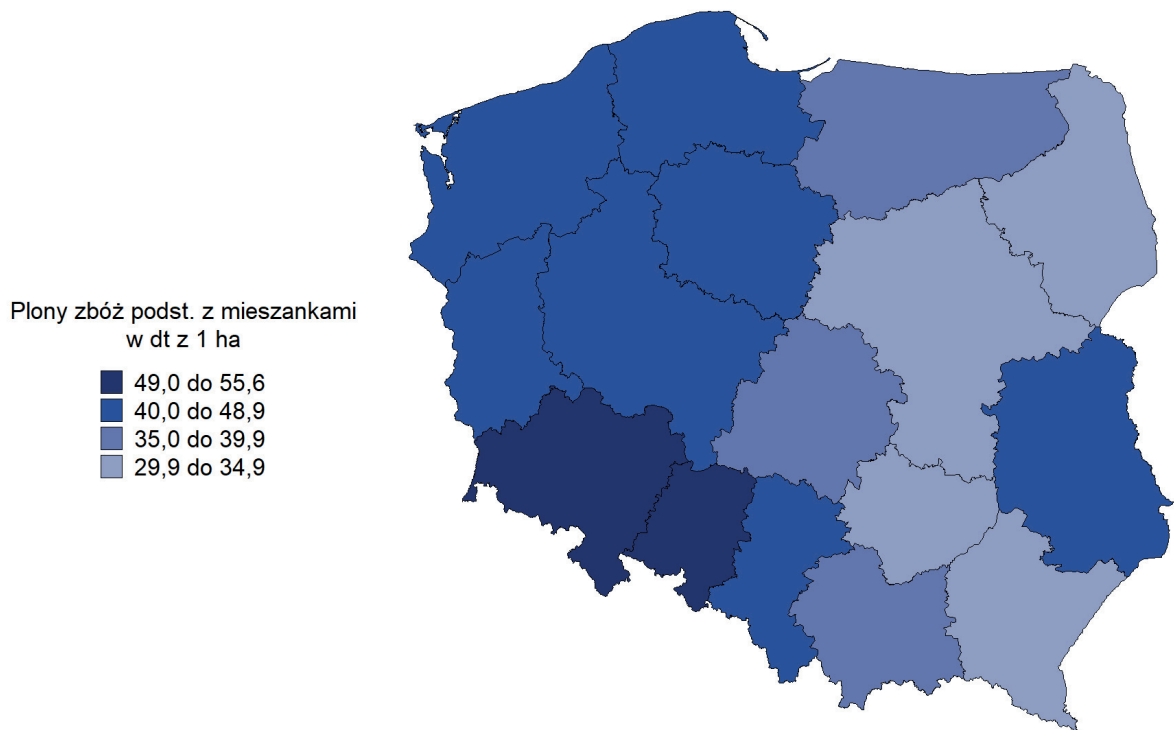 Plony zbóż podst. z mieszankami
w dt z 1 ha
49,0 do 55,6
40,0 do 48,9
35,0 do 39,9
29,9 do 34,9